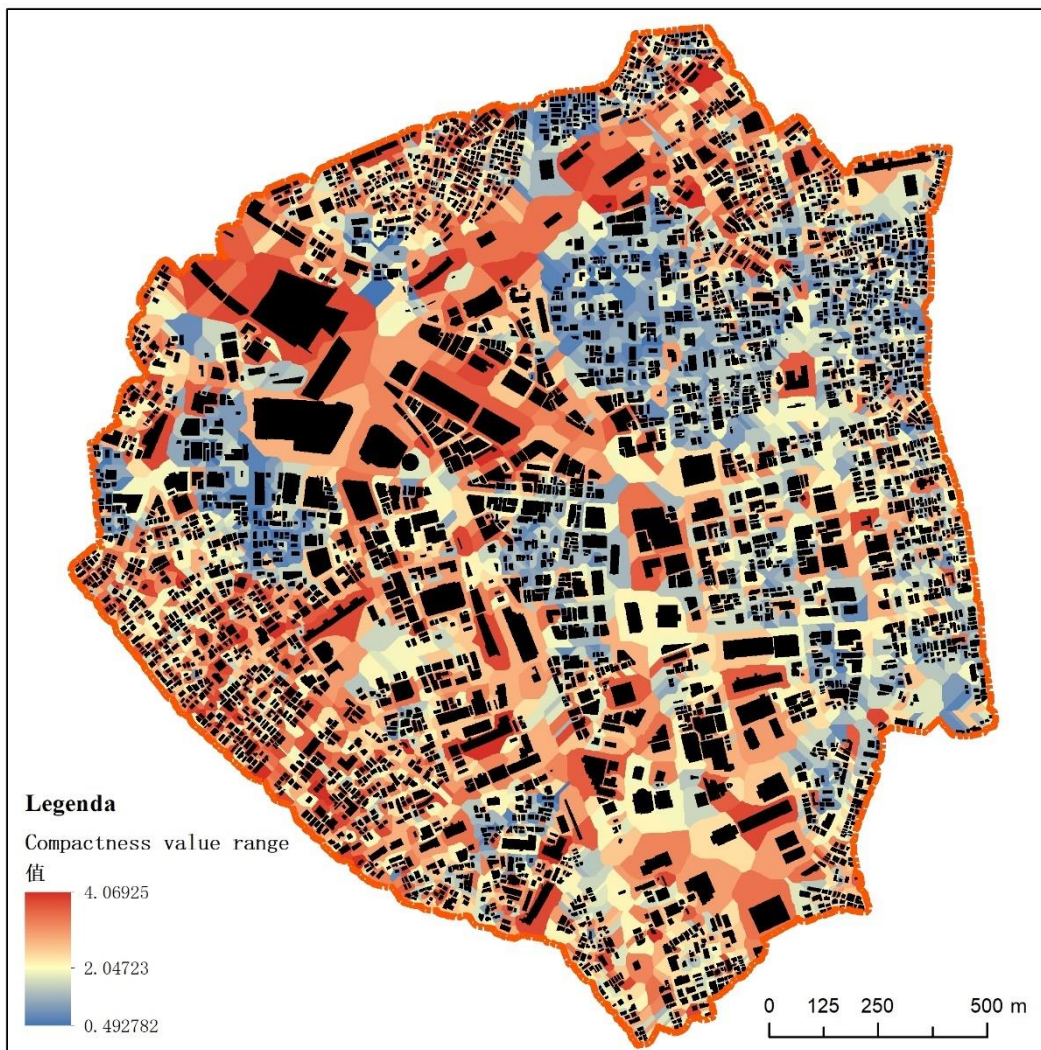 Legenda
Compactness value range
值
4.06925
2.04723
0.492782
0 125 250 500 m